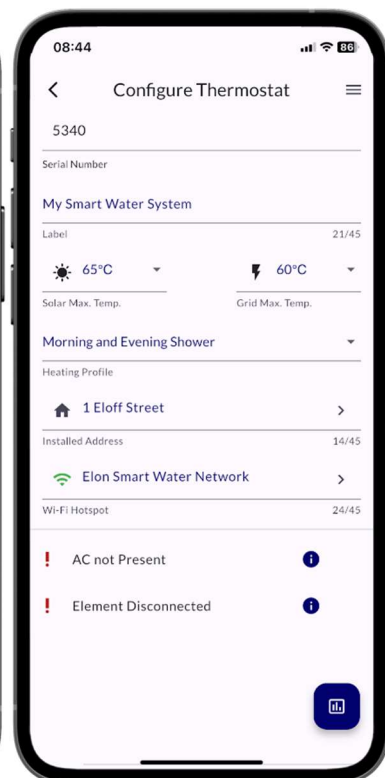 08:44
86
Configure Thermostat
5340
Serial Number
My Smart Water System
Label 21/45
65°C 60°C
Solar Max. Temp. Grid Max. Temp.
Morning and Evening Shower
Heating Profile
1 Eloff Street
Installed Address 14/45
Elon Smart Water Network
Wi-Fi Hotspot 24/45
! AC not Present
! Element Disconnected